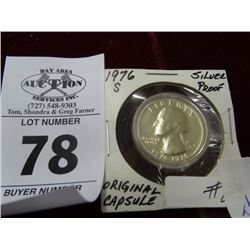 BAY AREA
AUCTION
SERVICES INC.
(727) 548-9303
Tom, Shondra & Greg Farner
LOT NUMBER
78
BUYER NUMBER
1976
S
SILVER
PROOF
LIBERTY
1776-1976
ORIGINAL
CAPSULE
#